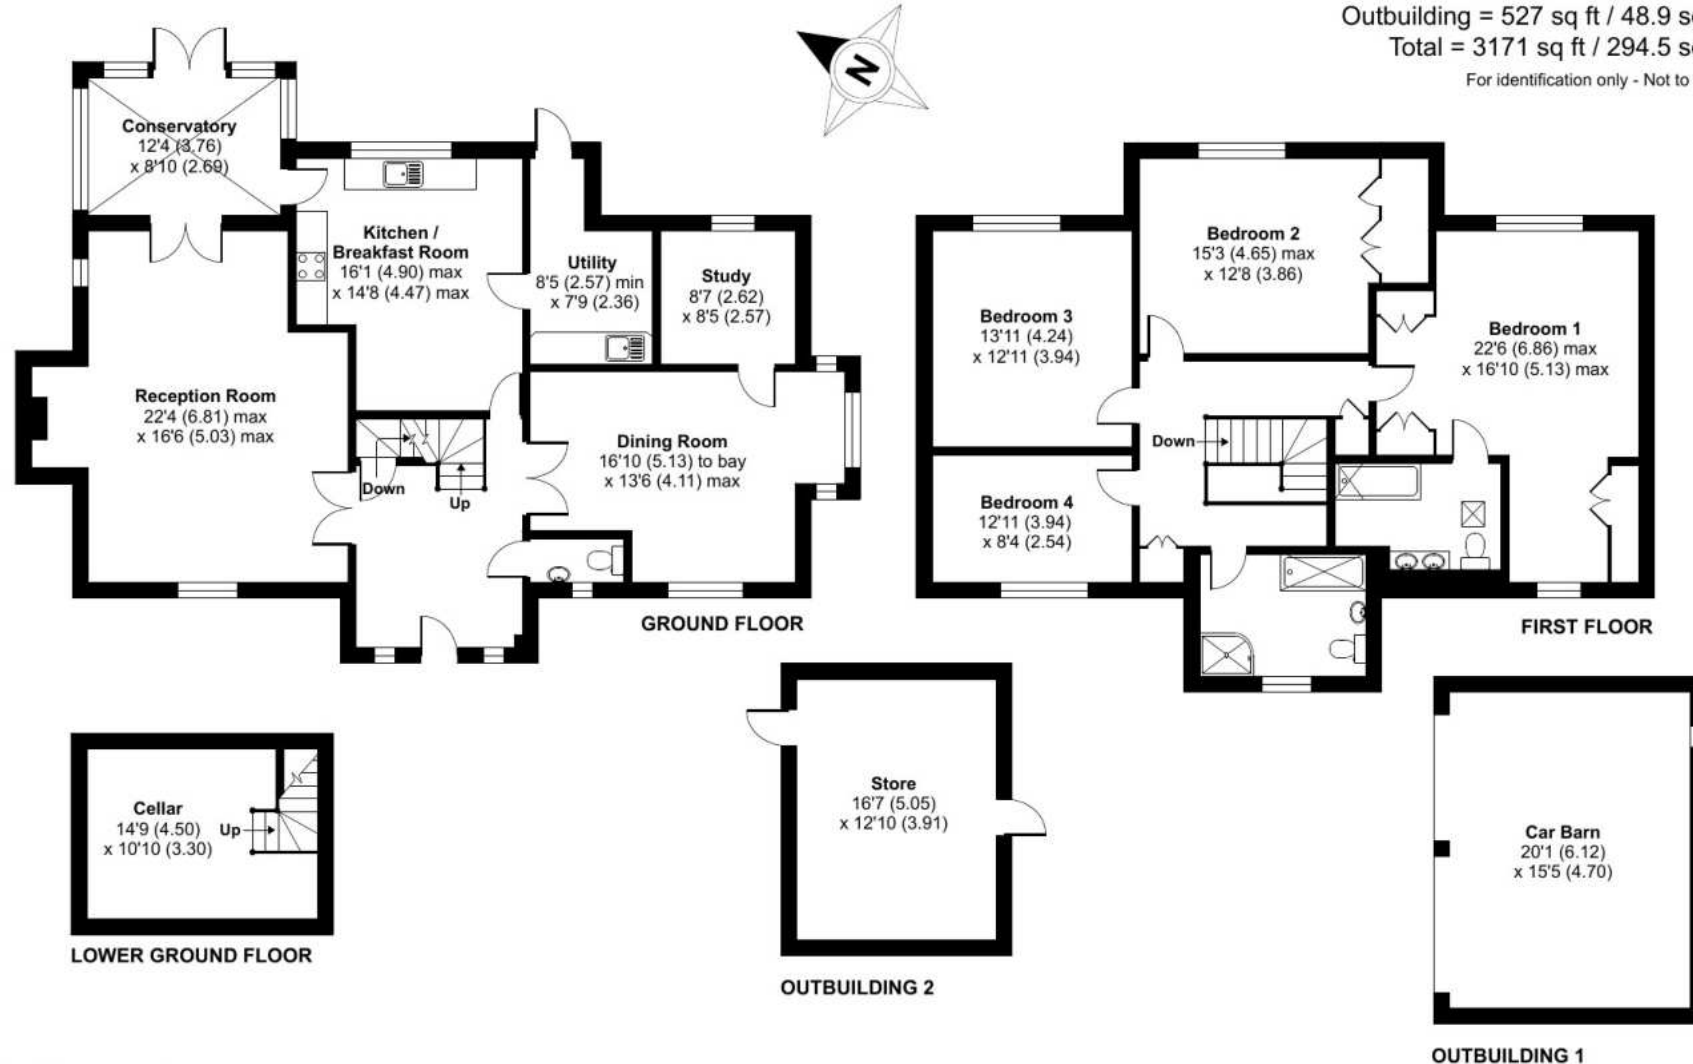 Outbuilding = 527 sq ft / 48.9 s
Total = 3171 sq ft / 294.5 s
For identification only - Not to
N
Conservatory
12'4 (3.76)
x 8'10 (2.69)
Kitchen /
Breakfast Room
16'1 (4.90) max
x 14'8 (4.47) max
Utility
8'5 (2.57) min
x 7'9 (2.36)
Study
8'7 (2.62)
x 8'5 (2.57)
Reception Room
22'4 (6.81) max
x 16'6 (5.03) max
Down
Up
Dining Room
16'10 (5.13) to bay
x 13'6 (4.11) max
GROUND FLOOR
Bedroom 2
15'3 (4.65) max
x 12'8 (3.86)
Bedroom 3
13'11 (4.24)
x 12'11 (3.94)
Bedroom 1
22'6 (6.86) max
x 16'10 (5.13) max
Down
Bedroom 4
12'11 (3.94)
x 8'4 (2.54)
FIRST FLOOR
Cellar
14'9 (4.50)
x 10'10 (3.30)
Up
LOWER GROUND FLOOR
Store
16'7 (5.05)
x 12'10 (3.91)
OUTBUILDING 2
Car Barn
20'1 (6.12)
x 15'5 (4.70)
OUTBUILDING 1